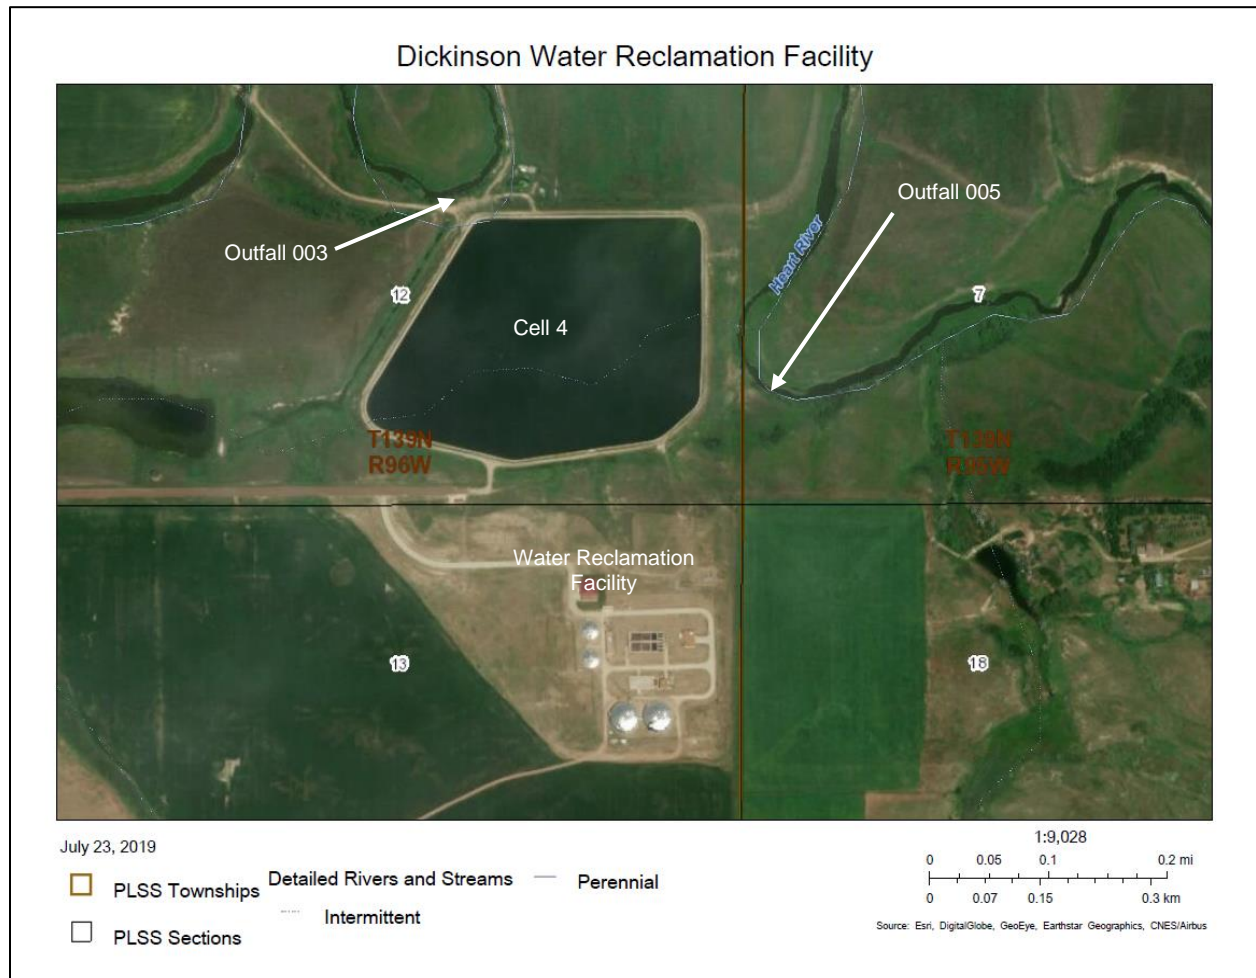 Dickinson Water Reclamation Facility
Outfall 005
Outfall 003
Heart River
12
7
Cell 4
T139N
R96W
T139N
R95W
Water Reclamation
Facility
13
18
July 23, 2019
PLSS Townships
PLSS Sections
Detailed Rivers and Streams
Intermittent
Perennial
1:9,028
0 0.05 0.1 0.2 mi
0 0.07 0.15 0.3 km
Source: Esri, DigitalGlobe, GeoEye, Earthstar Geographics, CNES/Airbus